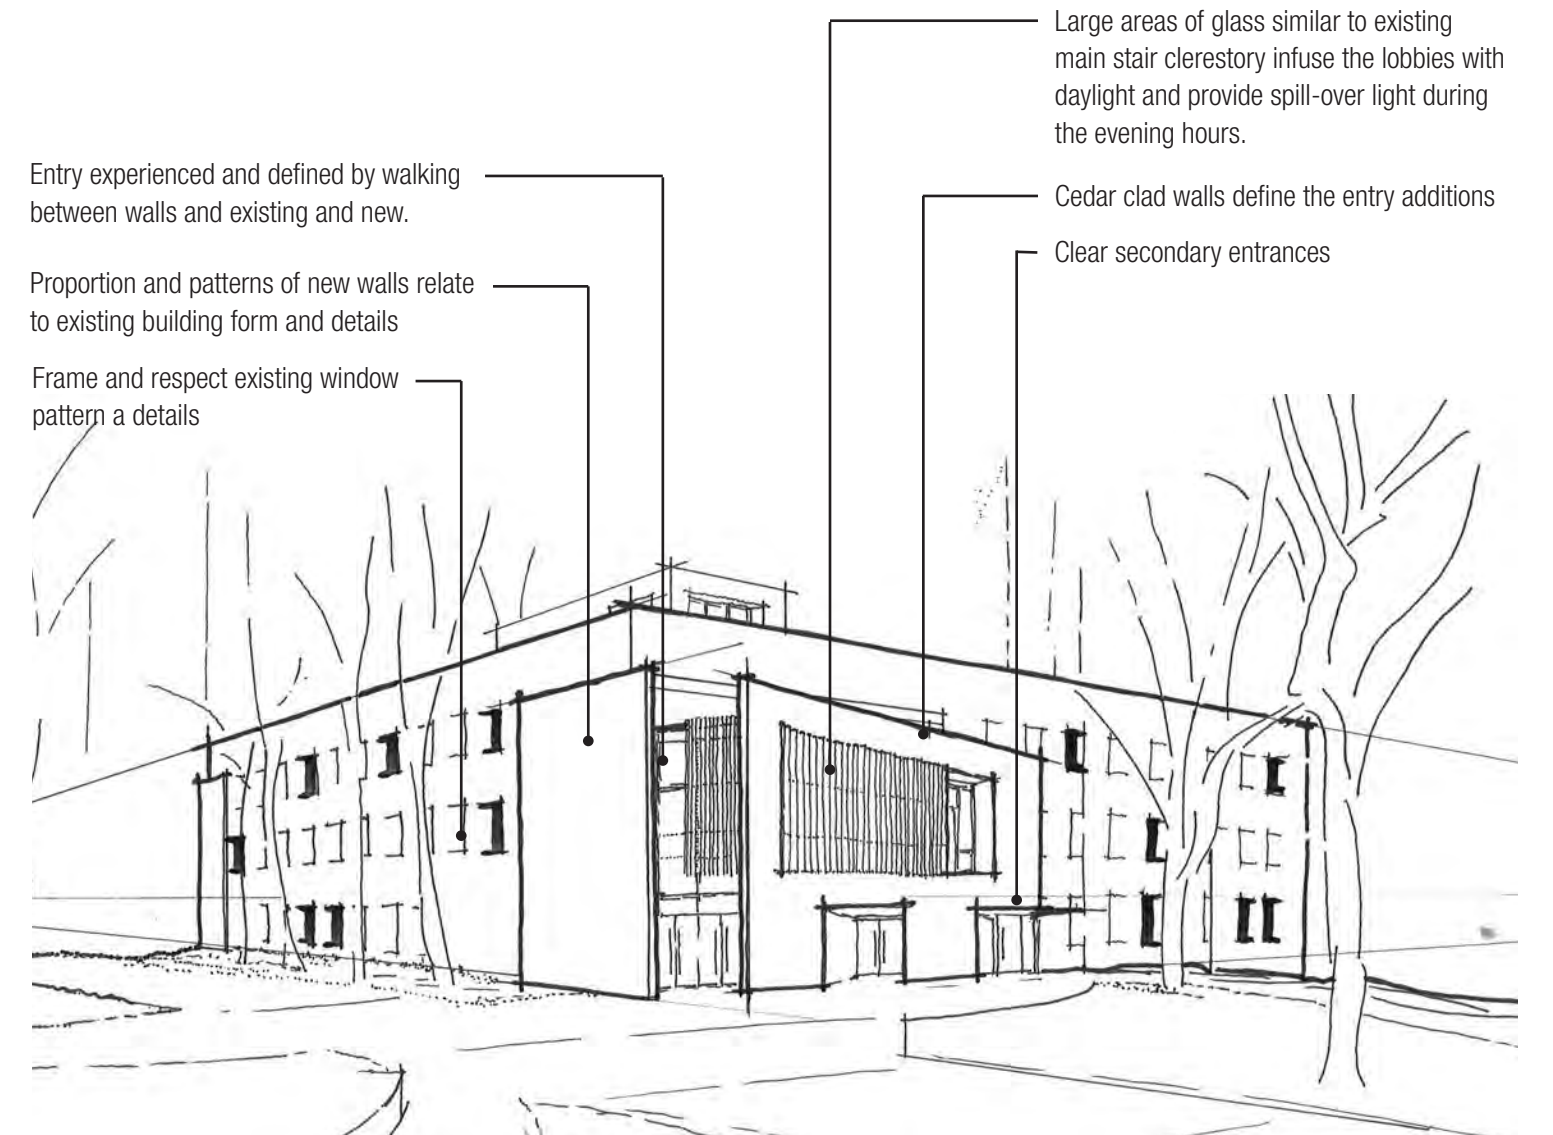 Large areas of glass similar to existing
main stair clerestory infuse the lobbies with
daylight and provide spill-over light during
the evening hours.
Entry experienced and defined by walking
between walls and existing and new.
Cedar clad walls define the entry additions
Clear secondary entrances
Proportion and patterns of new walls relate
to existing building form and details
Frame and respect existing window
pattern a details